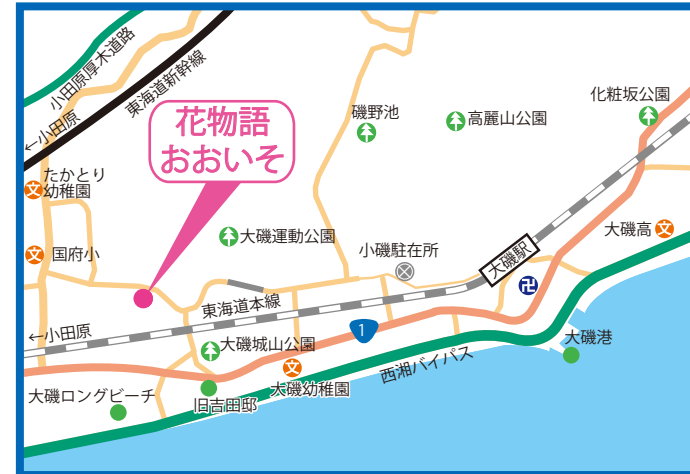 小田原厚木道路
東海道新幹線
←小田原
花物語
おおいそ
磯野池
高麗山公園
化粧坂公園
たかとり
幼稚園
国府小
大磯運動公園
小磯駐在所
大磯駅
大磯高
東海道本線
←小田原
1
大磯城山公園
大磯幼稚園
西湘バイパス
大磯港
大磯ロングビーチ
旧吉田邸
文
文
文
文
卍